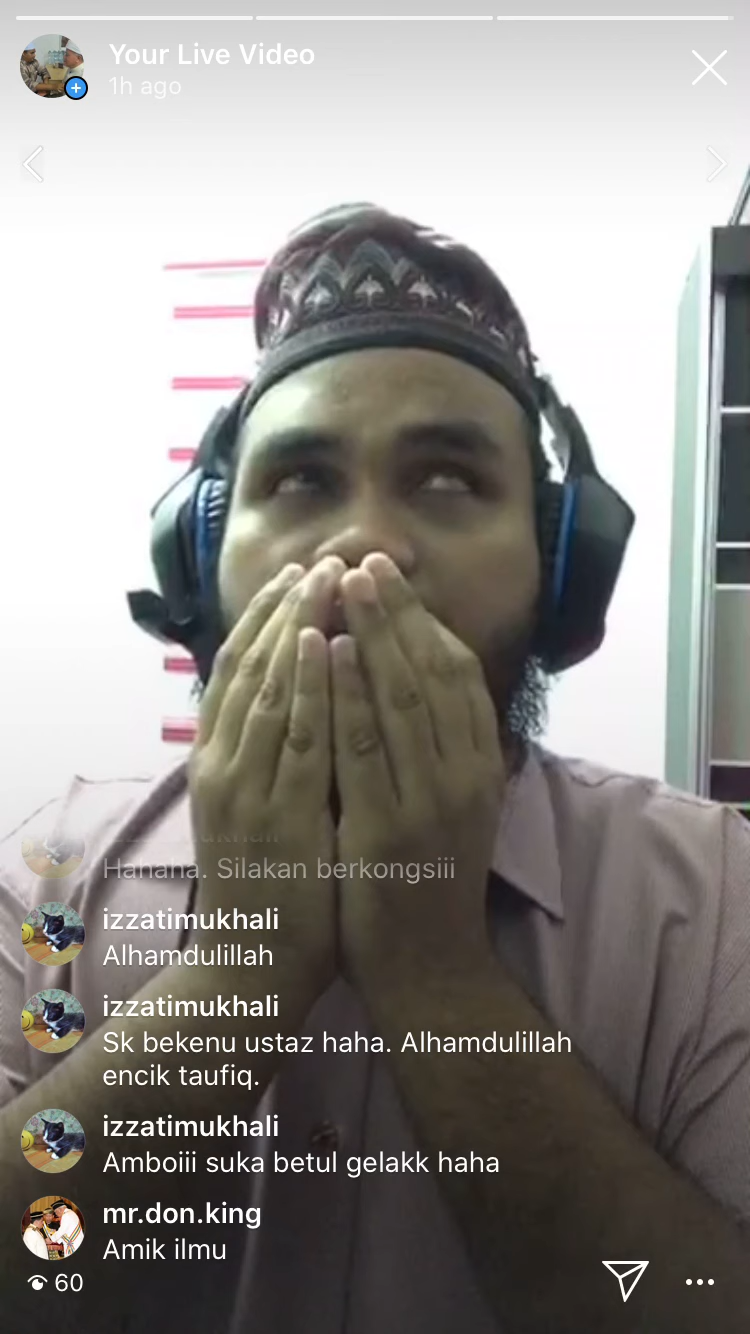 Your Live Video
1h ago
izzatimukhali
Hahaha. Silakan berkongsiii
izzatimukhali
Alhamdulillah
izzatimukhali
Sk bekenu ustaz haha. Alhamdulillah
encik taufiq.
izzatimukhali
Amboiii suka betul gelakk haha
mr.don.king
Amik ilmu
60